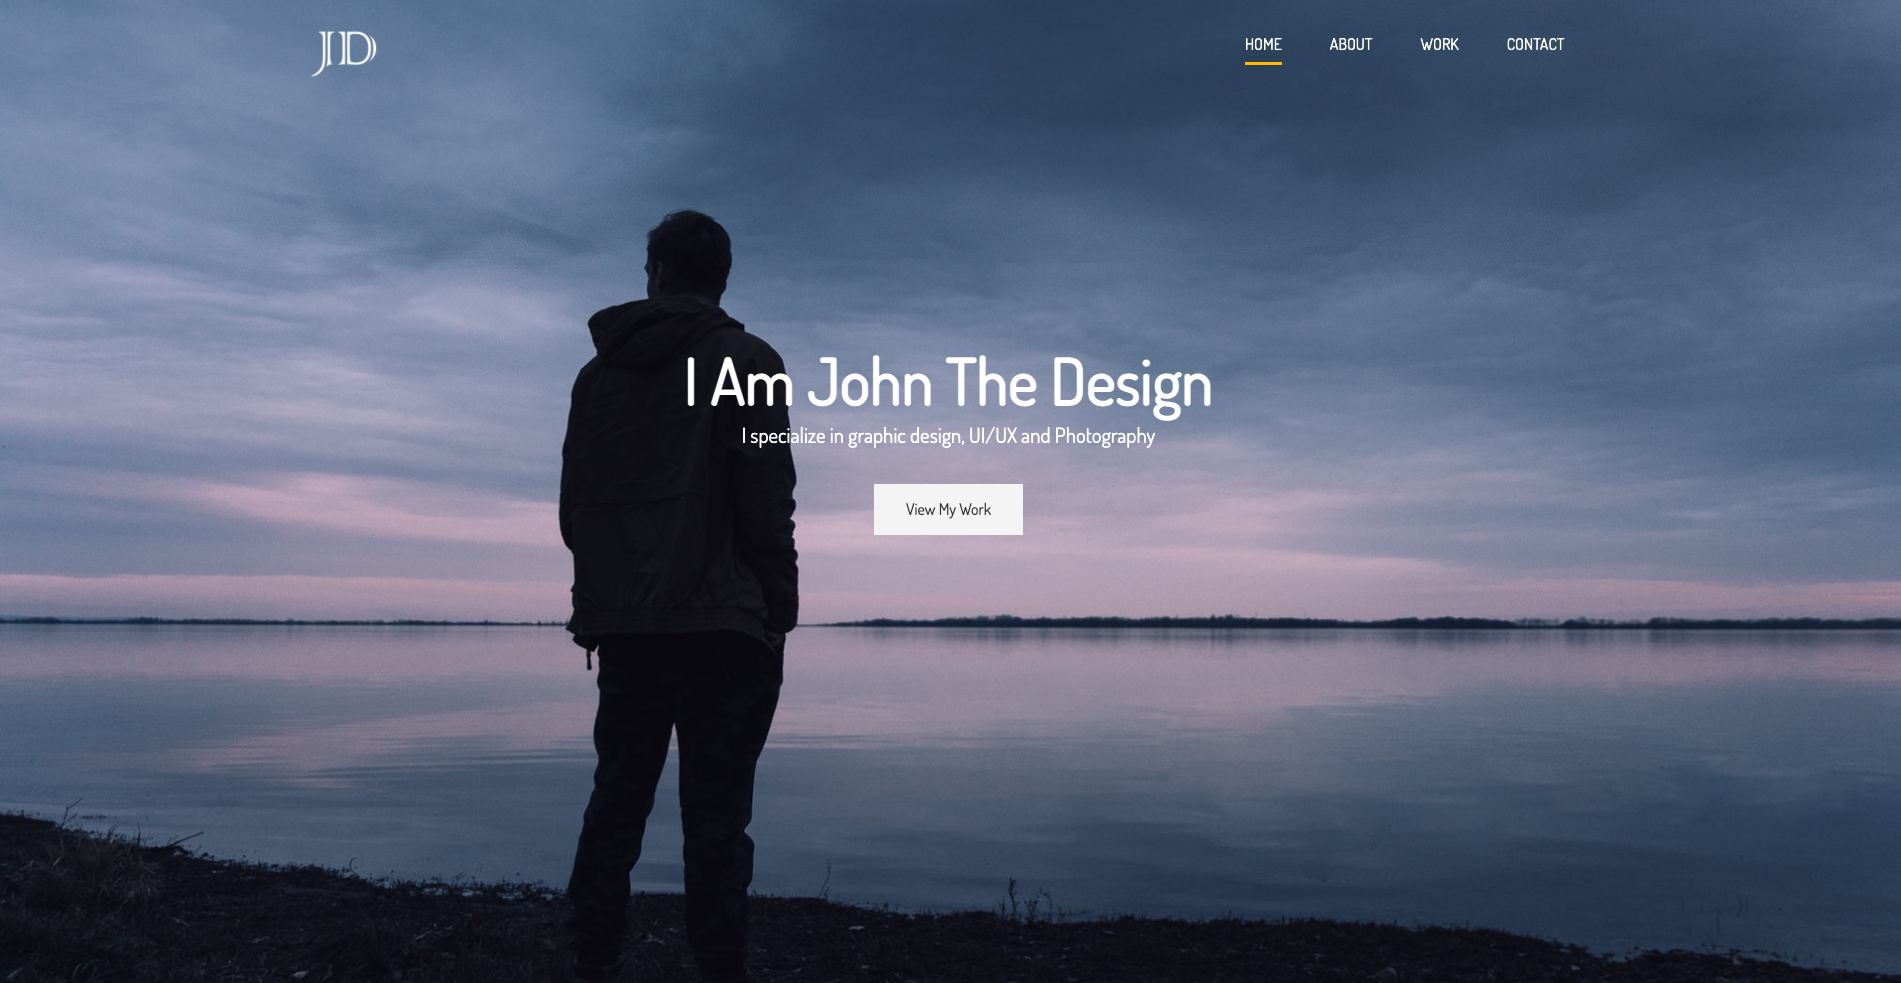 JD
HOME ABOUT WORK CONTACT
I Am John The Design
I specialize in graphic design, UI/UX and Photography
View My Work